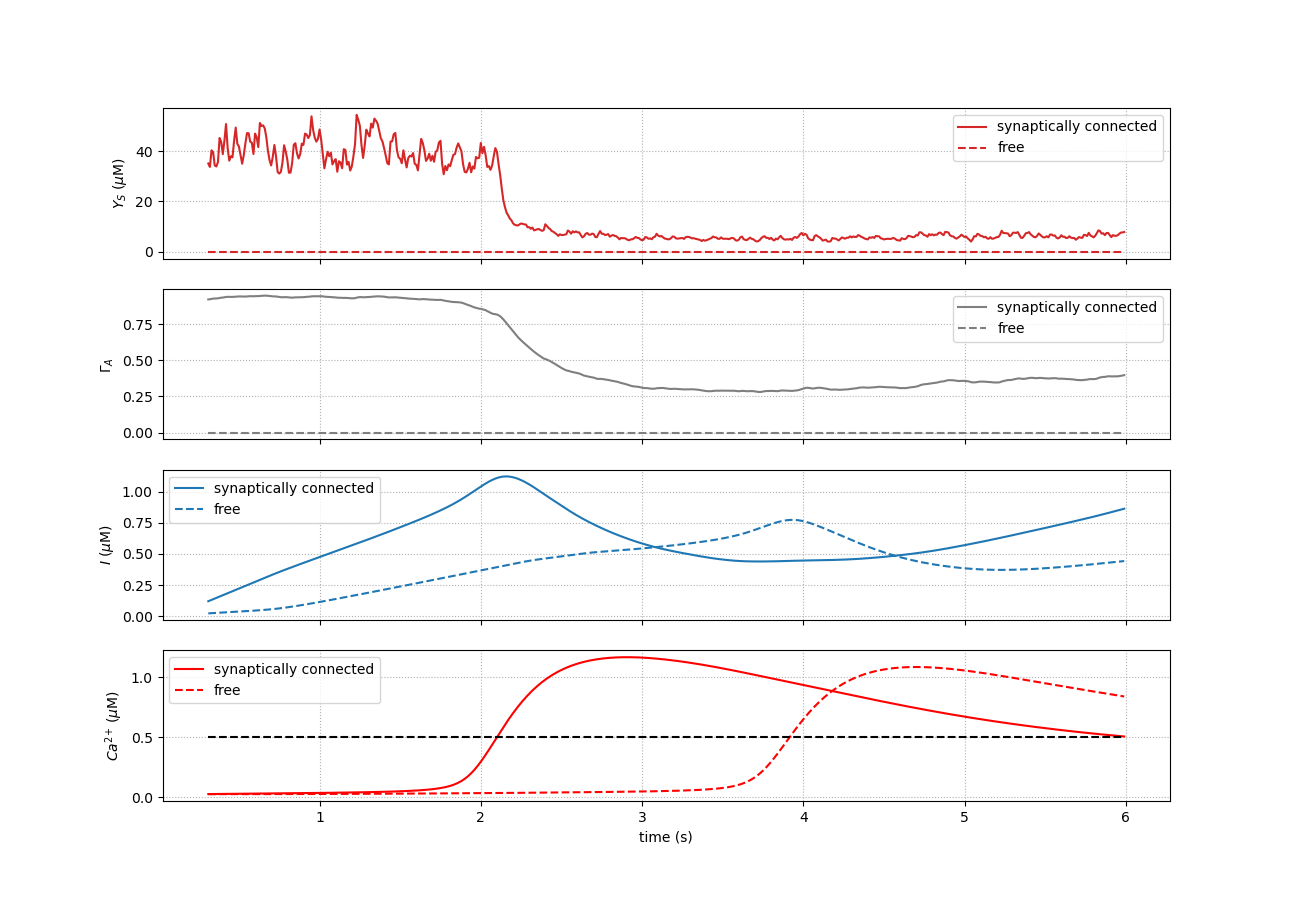 40
20
0
Y_S (μM)
synaptically connected
free
0.75
0.50
0.25
0.00
Γ_A
synaptically connected
free
1.00
0.75
0.50
0.25
0.00
I (μM)
synaptically connected
free
1.0
0.5
0.0
Ca²⁺ (μM)
synaptically connected
free
1 2 3 4 5 6
time (s)